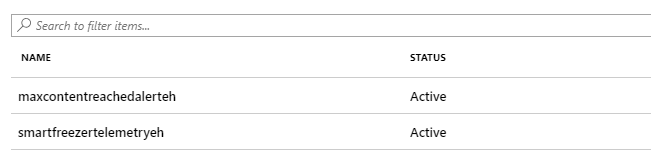 Search to filter items...
NAME STATUS
maxcontentreachedalerteh Active
smartfreezertelemetryeh Active